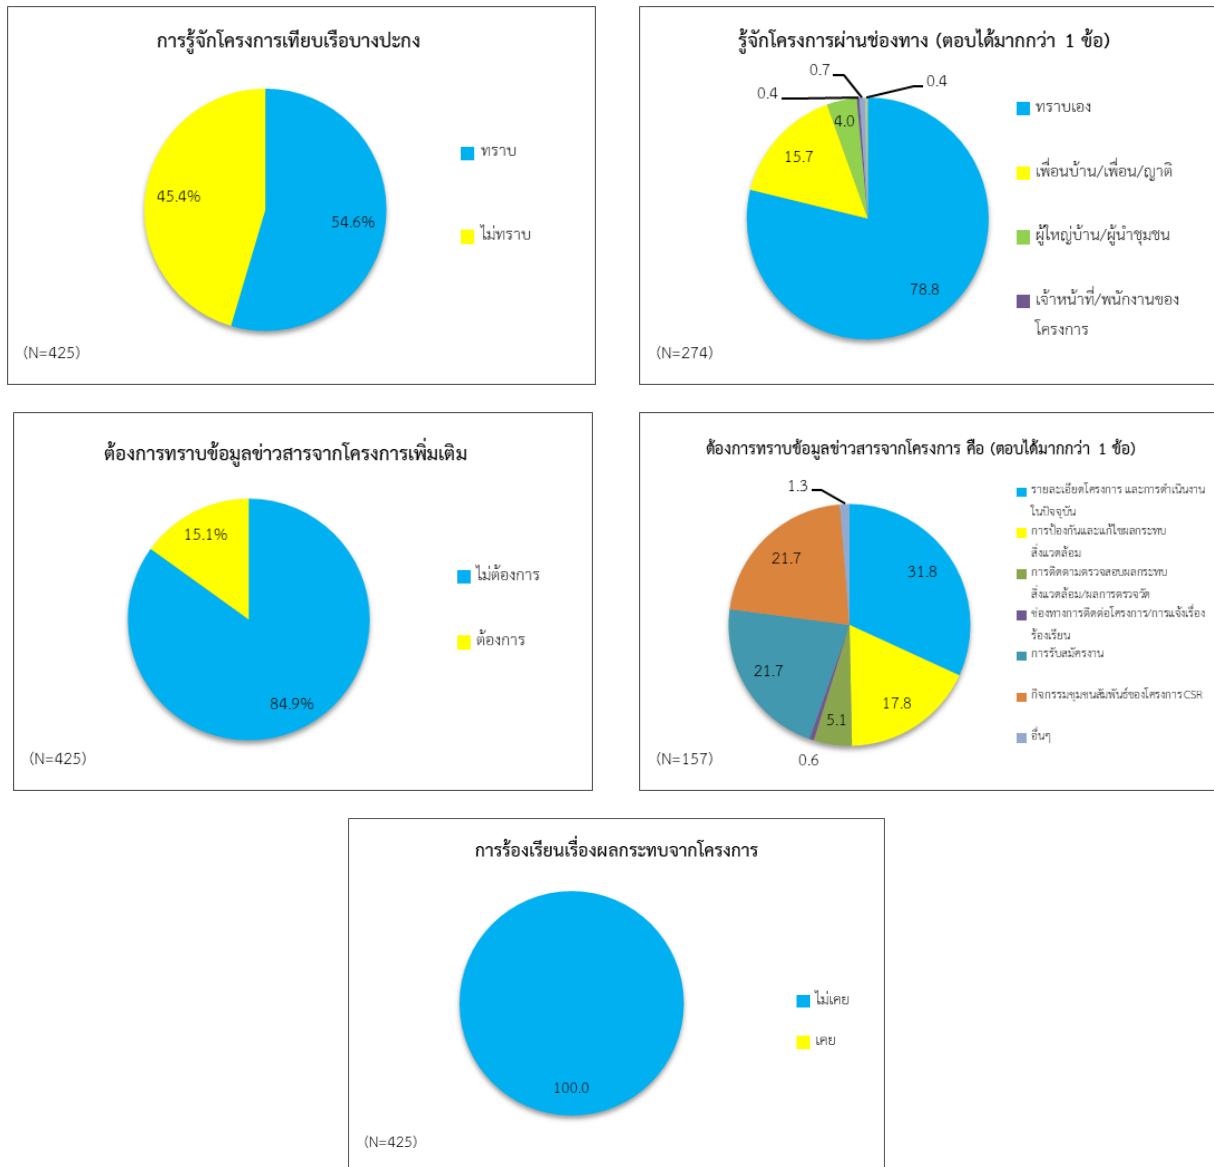 การรู้จักโครงการเทียบเรือบางปะกง
45.4%
54.6%
ทราบ
ไม่ทราบ
(N=425)
รู้จักโครงการผ่านช่องทาง (ตอบได้มากกว่า 1 ข้อ)
0.7
0.4
0.4
4.0
15.7
78.8
ทราบเอง
เพื่อนบ้าน/เพื่อน/ญาติ
ผู้ใหญ่บ้าน/ผู้นำชุมชน
เจ้าหน้าที่/พนักงานของ
โครงการ
(N=274)
ต้องการทราบข้อมูลข่าวสารจากโครงการเพิ่มเติม
15.1%
84.9%
ไม่ต้องการ
ต้องการ
(N=425)
ต้องการทราบข้อมูลข่าวสารจากโครงการ คือ (ตอบได้มากกว่า 1 ข้อ)
1.3
21.7
31.8
21.7
17.8
5.1
0.6
รายละเอียดโครงการ และการดำเนินงาน
ในปัจจุบัน
การป้องกันและแก้ไขผลกระทบ
สิ่งแวดล้อม
การติดตามตรวจสอบผลกระทบ
สิ่งแวดล้อม/ผลการตรวจวัด
ช่องทางการติดต่อโครงการ/การแจ้งเรื่อง
ร้องเรียน
การรับสมัครงาน
กิจกรรมชุมชนสัมพันธ์ของโครงการ CSR
อื่นๆ
(N=157)
การร้องเรียนเรื่องผลกระทบจากโครงการ
100.0
ไม่เคย
เคย
(N=425)